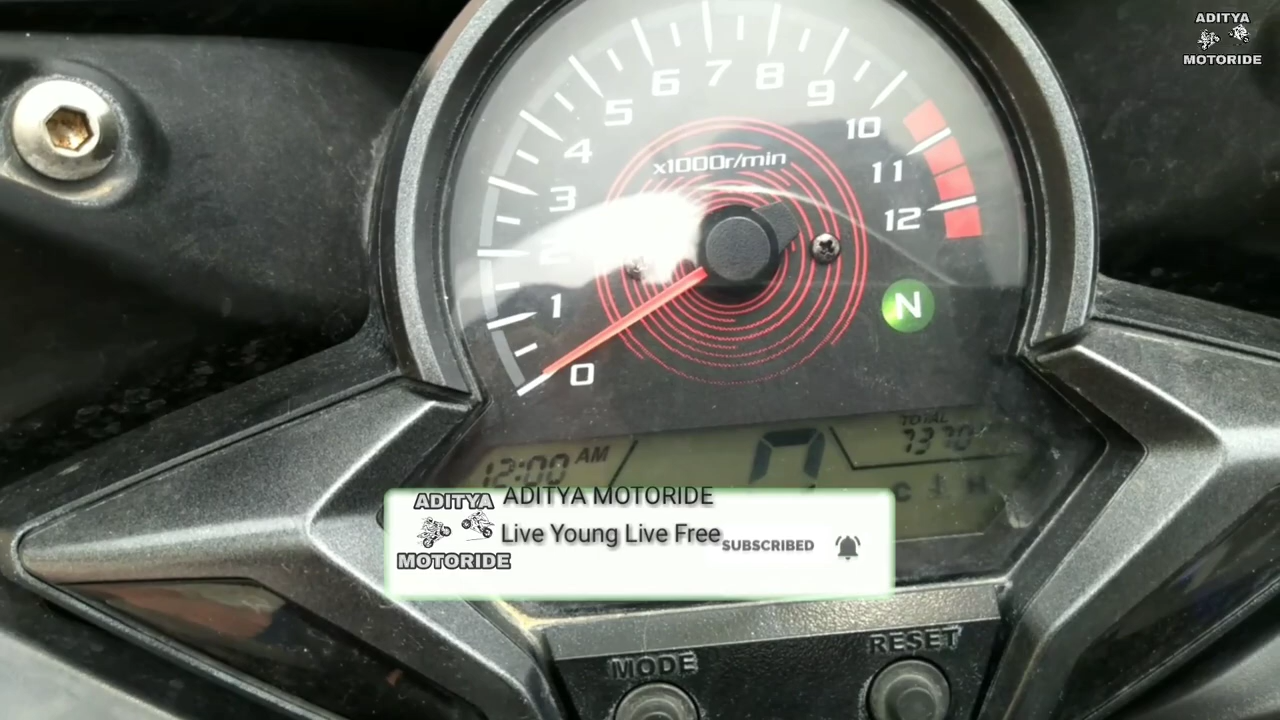 ADITYA
MOTORIDE
7
6
8
5
9
4
10
x1000r/min
3
11
12
2
1
N
0
TOTAL
7370
12:00 AM
C H
ADITYA
MOTORIDE
ADITYA MOTORIDE
Live Young Live Free
SUBSCRIBED
RESET
MODE